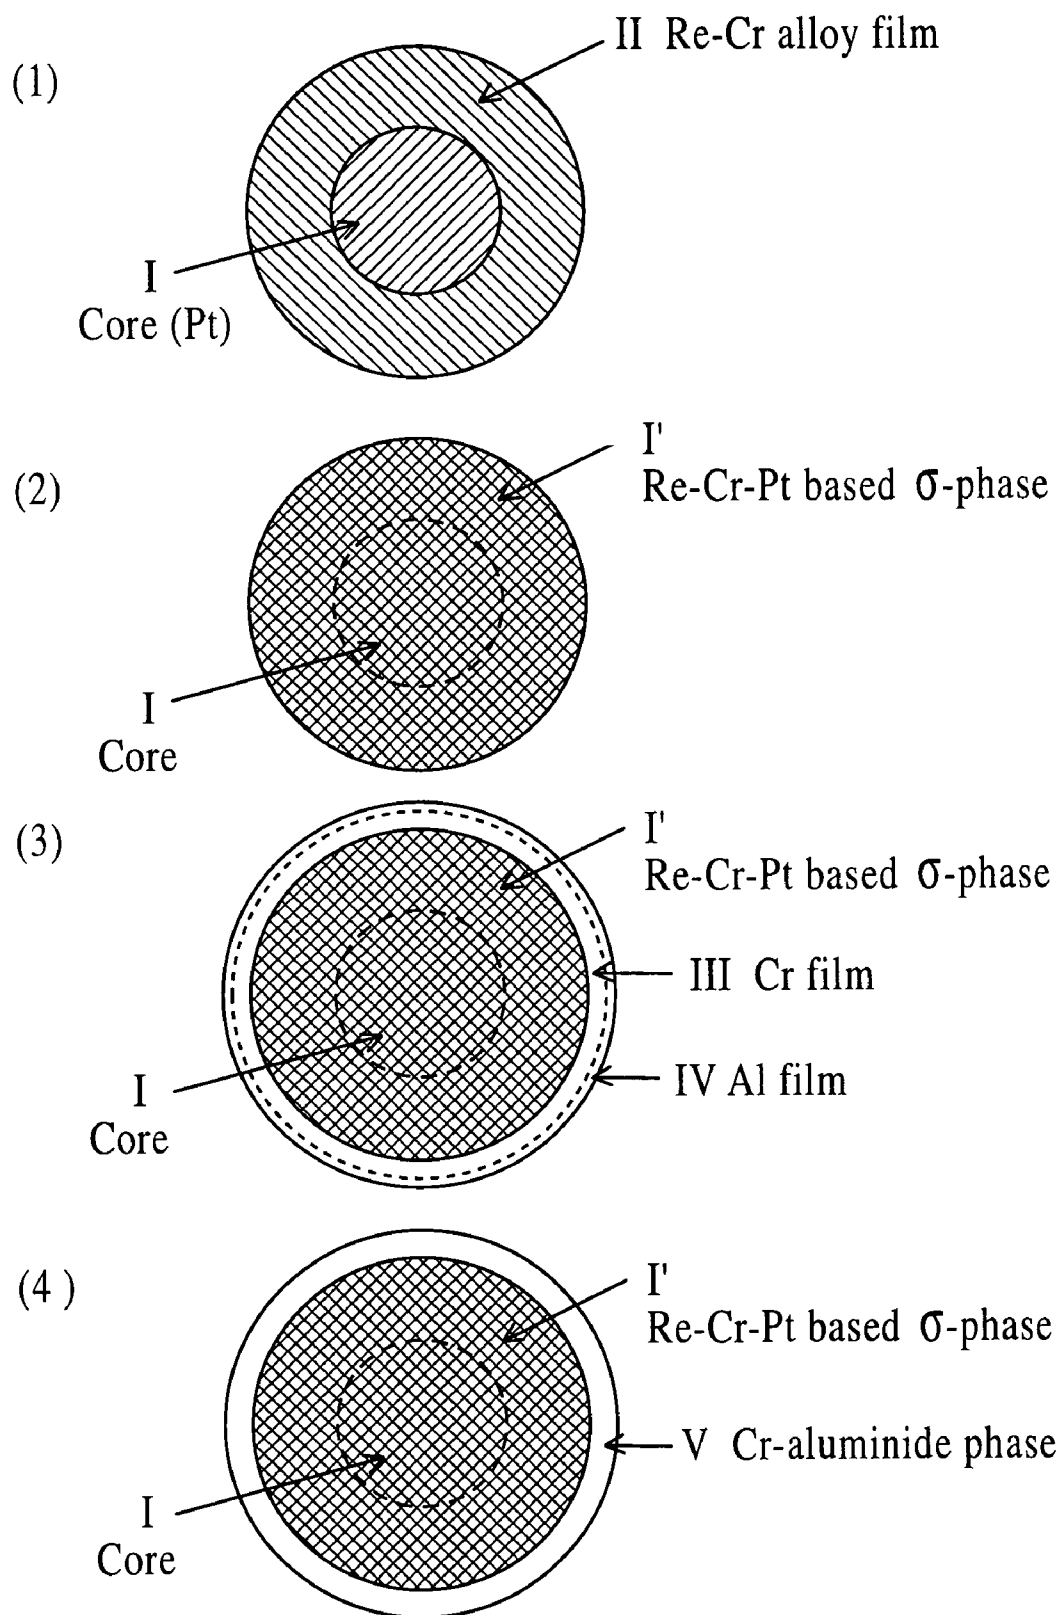 (1)
II Re-Cr alloy film
I
Core (Pt)
(2)
I'
Re-Cr-Pt based σ-phase
I
Core
(3)
I'
Re-Cr-Pt based σ-phase
III Cr film
IV Al film
I
Core
(4 )
I'
Re-Cr-Pt based σ-phase
V Cr-aluminide phase
I
Core